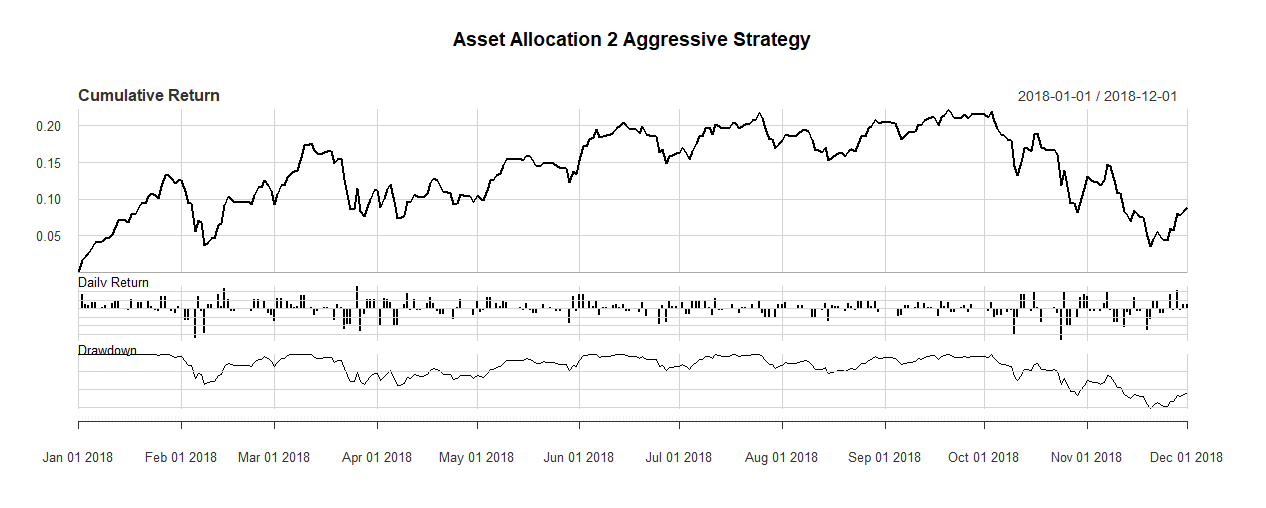 Asset Allocation 2 Aggressive Strategy
Cumulative Return 2018-01-01 / 2018-12-01
0.20
0.15
0.10
0.05
Daily Return
Drawdown
Jan 01 2018 Feb 01 2018 Mar 01 2018 Apr 01 2018 May 01 2018 Jun 01 2018 Jul 01 2018 Aug 01 2018 Sep 01 2018 Oct 01 2018 Nov 01 2018 Dec 01 2018